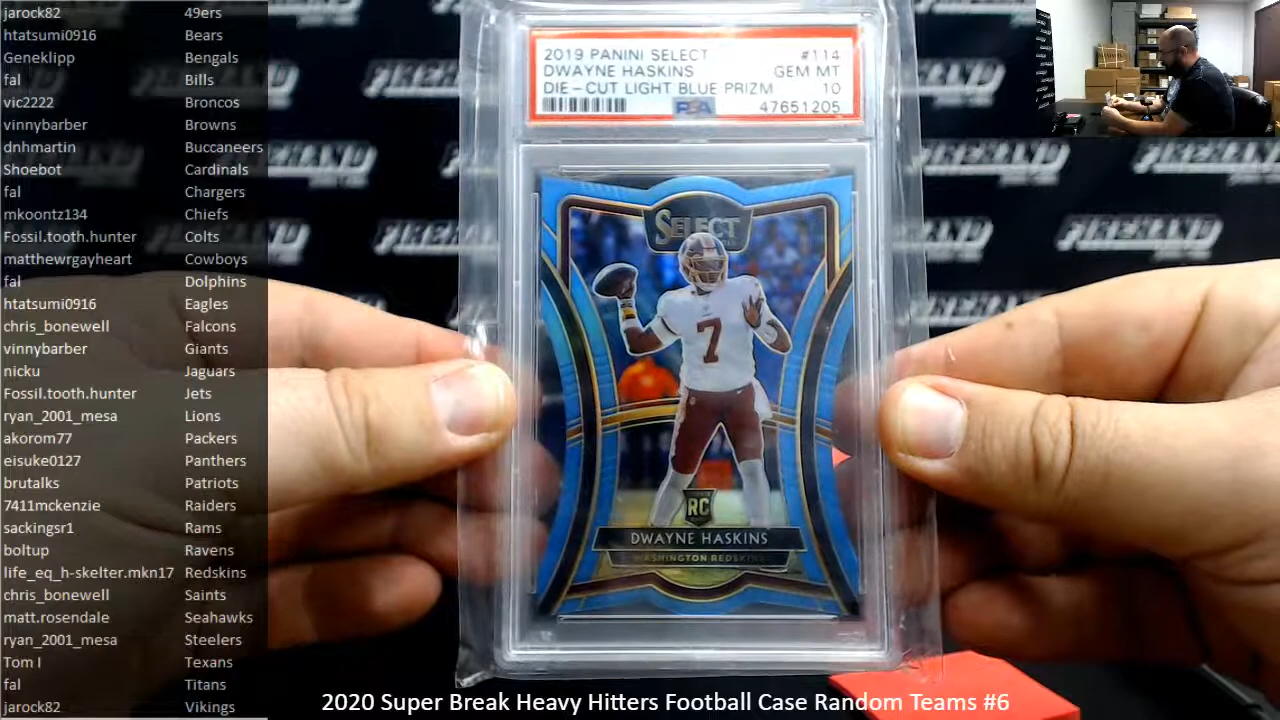 jarock82 49ers
htatsumi0916 Bears
Geneklipp Bengals
fal Bills
vic2222 Broncos
vinnybarber Browns
dnhmartin Buccaneers
Shoebot Cardinals
fal Chargers
mkoontz134 Chiefs
Fossil.tooth.hunter Colts
matthewrgayheart Cowboys
fal Dolphins
htatsumi0916 Eagles
chris_bonewell Falcons
vinnybarber Giants
nicku Jaguars
Fossil.tooth.hunter Jets
ryan_2001_mesa Lions
akorom77 Packers
eisuke0127 Panthers
brutalks Patriots
7411mckenzie Raiders
sackingsr1 Rams
boltup Ravens
life_eq_h-skelter.mkn17 Redskins
chris_bonewell Saints
matt.rosendale Seahawks
ryan_2001_mesa Steelers
Tom I Texans
fal Titans
jarock82 Vikings
2019 PANINI SELECT #114
DWAYNE HASKINS GEM MT
DIE-CUT LIGHT BLUE PRIZM 10
PSA 47651205
SELECT
7
RC
DWAYNE HASKINS
WASHINGTON REDSKINS
FIREHAND
FIREHAND
FIREHAND
FIREHAND
2020 Super Break Heavy Hitters Football Case Random Teams #6